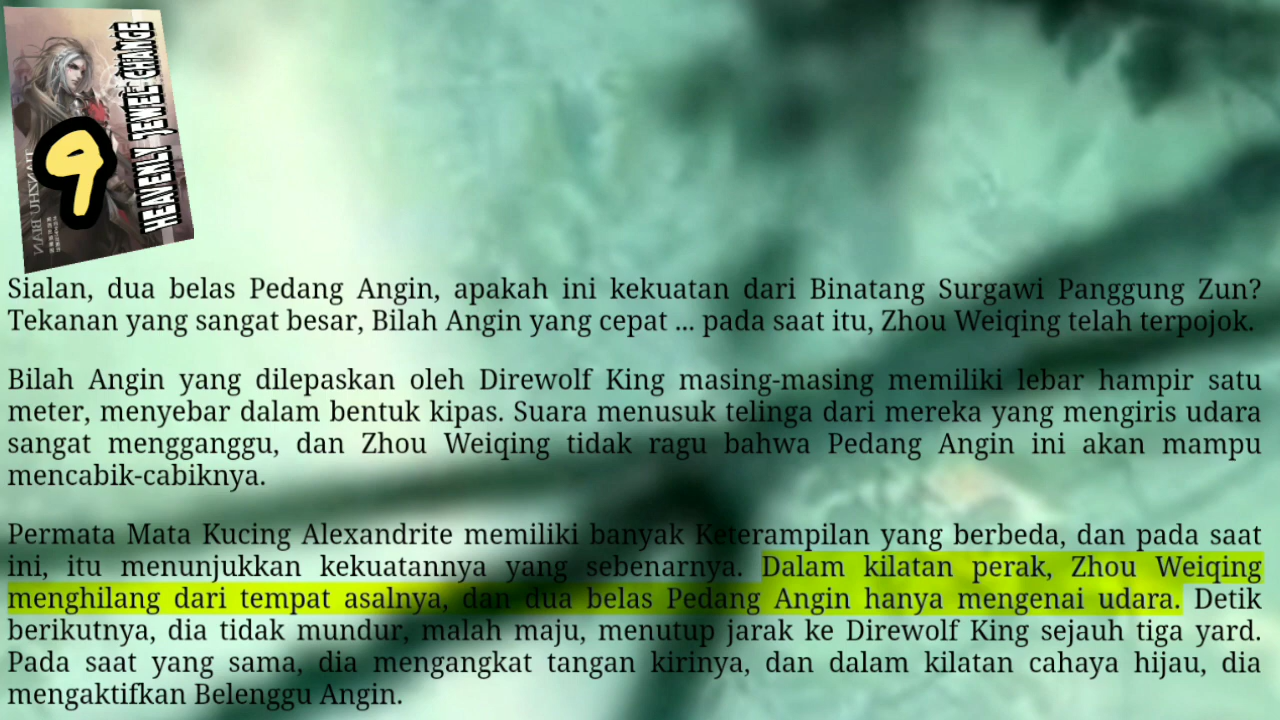 HEAVENLY JEWEL CHANGE
9
Sialan, dua belas Pedang Angin, apakah ini kekuatan dari Binatang Surgawi Panggung Zun?
Tekanan yang sangat besar, Bilah Angin yang cepat ... pada saat itu, Zhou Weiqing telah terpojok.
Bilah Angin yang dilepaskan oleh Direwolf King masing-masing memiliki lebar hampir satu
meter, menyebar dalam bentuk kipas. Suara menusuk telinga dari mereka yang mengiris udara
sangat mengganggu, dan Zhou Weiqing tidak ragu bahwa Pedang Angin ini akan mampu
mencabik-cabiknya.
Permata Mata Kucing Alexandrite memiliki banyak Keterampilan yang berbeda, dan pada saat
ini, itu menunjukkan kekuatannya yang sebenarnya. Dalam kilatan perak, Zhou Weiqing
menghilang dari tempat asalnya, dan dua belas Pedang Angin hanya mengenai udara. Detik
berikutnya, dia tidak mundur, malah maju, menutup jarak ke Direwolf King sejauh tiga yard.
Pada saat yang sama, dia mengangkat tangan kirinya, dan dalam kilatan cahaya hijau, dia
mengaktifkan Belenggu Angin.